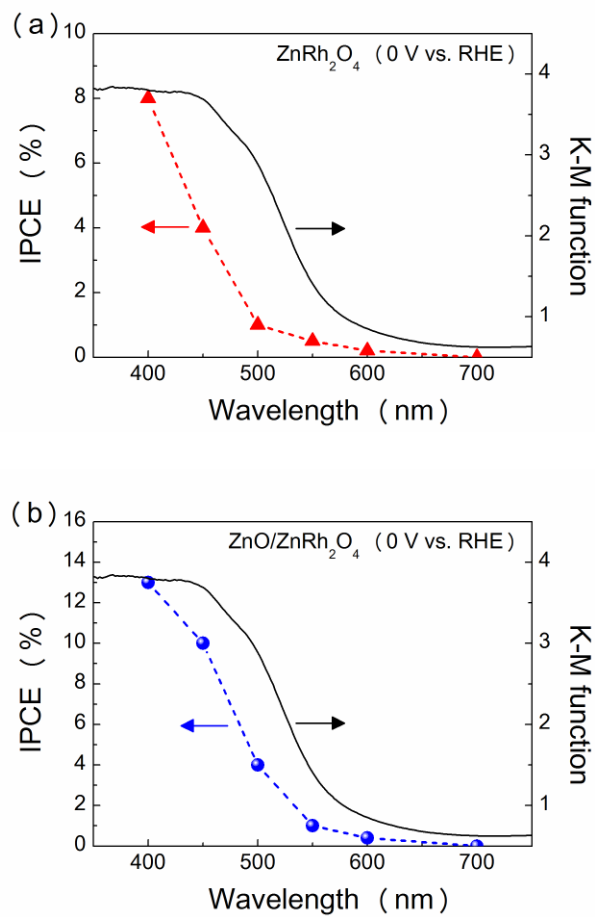 (a)
ZnRh₂O₄ (0 V vs. RHE)
10
8
6
4
2
0
IPCE (%)
4
3
2
1
K-M function
400 500 600 700
Wavelength (nm)
(b)
ZnO/ZnRh₂O₄ (0 V vs. RHE)
16
14
12
10
8
6
4
2
0
IPCE (%)
4
3
2
1
K-M function
400 500 600 700
Wavelength (nm)